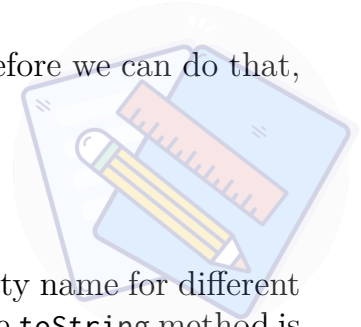 efore we can do that,
ty name for different
toString method is